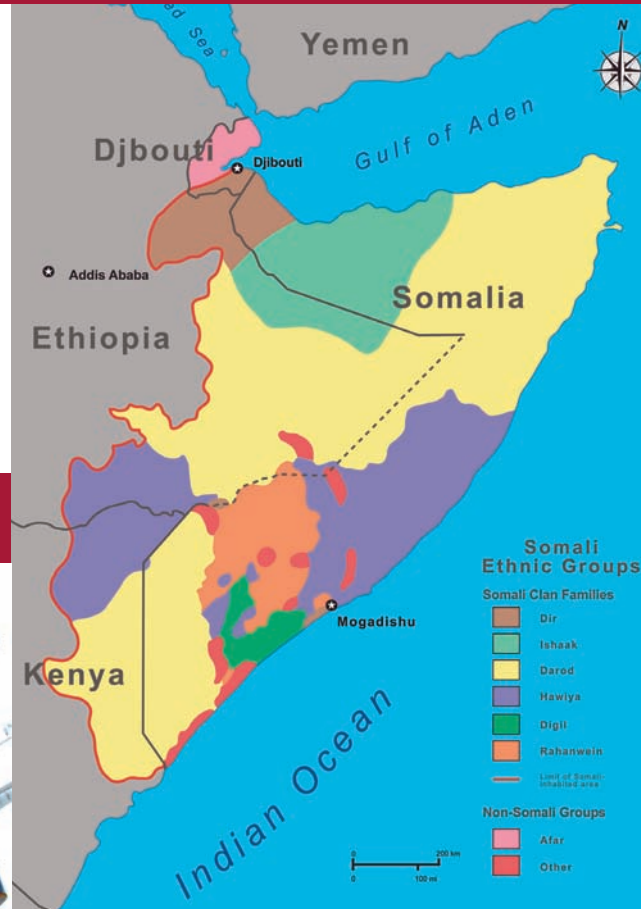 Red Sea
Yemen
N
Gulf of Aden
Djbouti
Djibouti
Addis Ababa
Somalia
Ethiopia
Mogadishu
Kenya
Indian Ocean
Somali
Ethnic Groups
Somali Clan Families
Dir
Ishaak
Darod
Hawiya
Digil
Rahanwein
Limit of Somali-
inhabited area
Non-Somali Groups
Afar
Other
0 200 km
0 100 mi